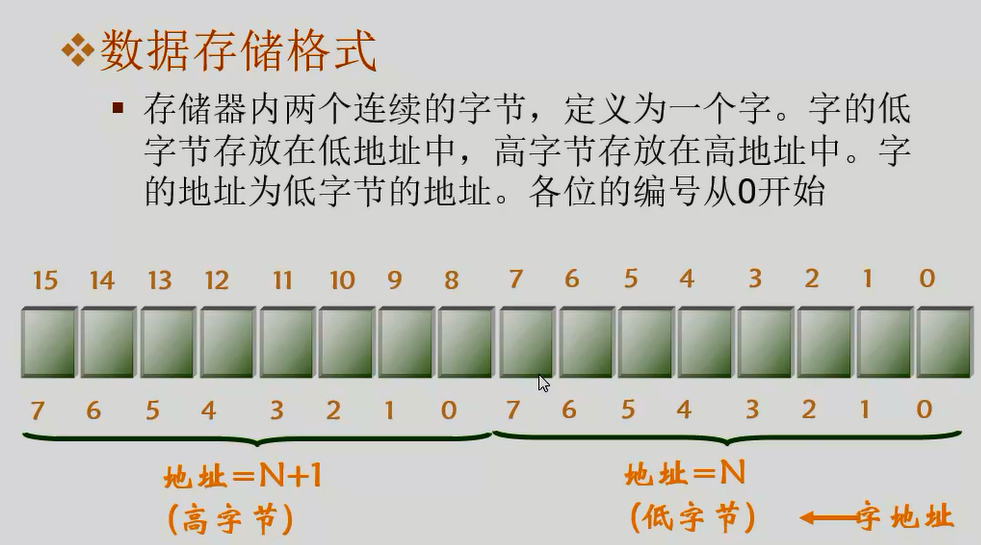 数据存储格式
存储器内两个连续的字节，定义为一个字。字的低
字节存放在低地址中，高字节存放在高地址中。字
的地址为低字节的地址。各位的编号从0开始
15 14 13 12 11 10 9 8 7 6 5 4 3 2 1 0
7 6 5 4 3 2 1 0 7 6 5 4 3 2 1 0
地址=N+1 地址=N
(高字节) (低字节) 字地址